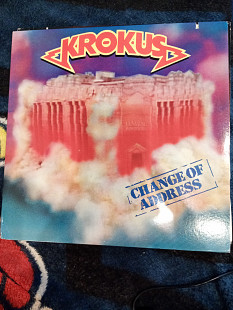 KROKUS
CHANGE OF
ADDRESS